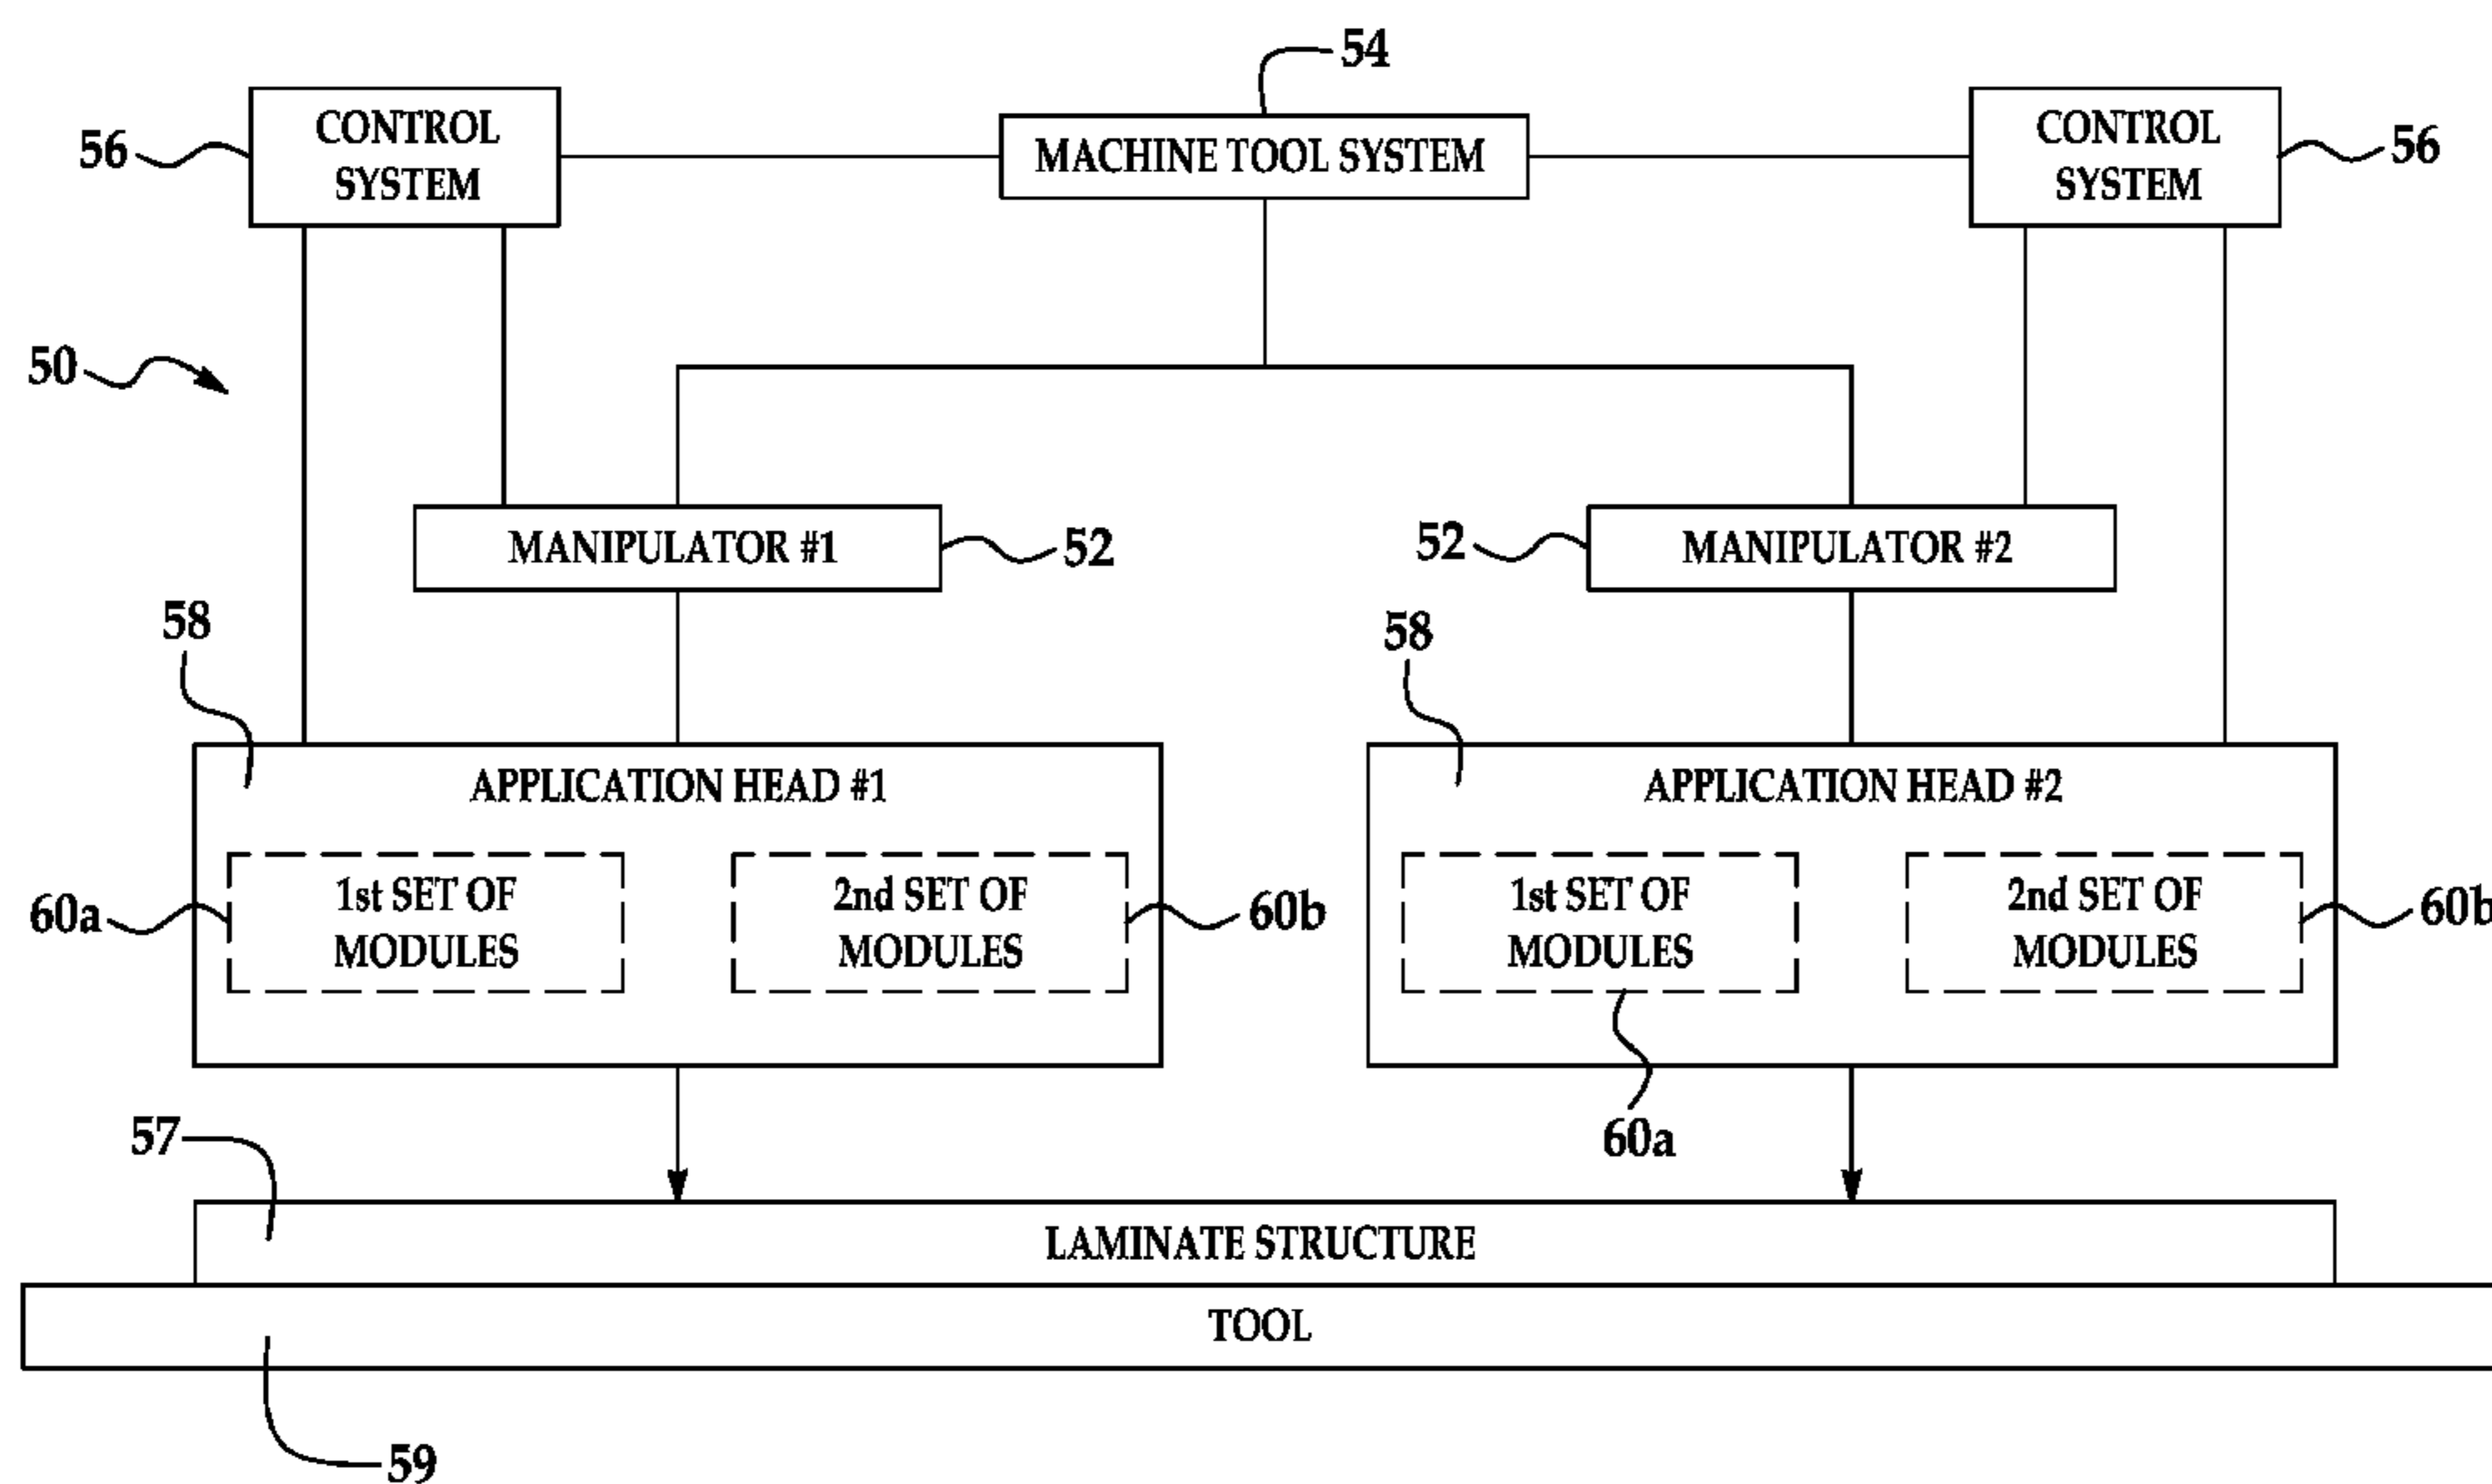 54
CONTROL
SYSTEM
MACHINE TOOL SYSTEM
CONTROL
SYSTEM
56
56
50
MANIPULATOR #1
52
52
MANIPULATOR #2
58
58
APPLICATION HEAD #1
APPLICATION HEAD #2
60a
1st SET OF
MODULES
2nd SET OF
MODULES
60b
1st SET OF
MODULES
2nd SET OF
MODULES
60b
57
60a
LAMINATE STRUCTURE
TOOL
59